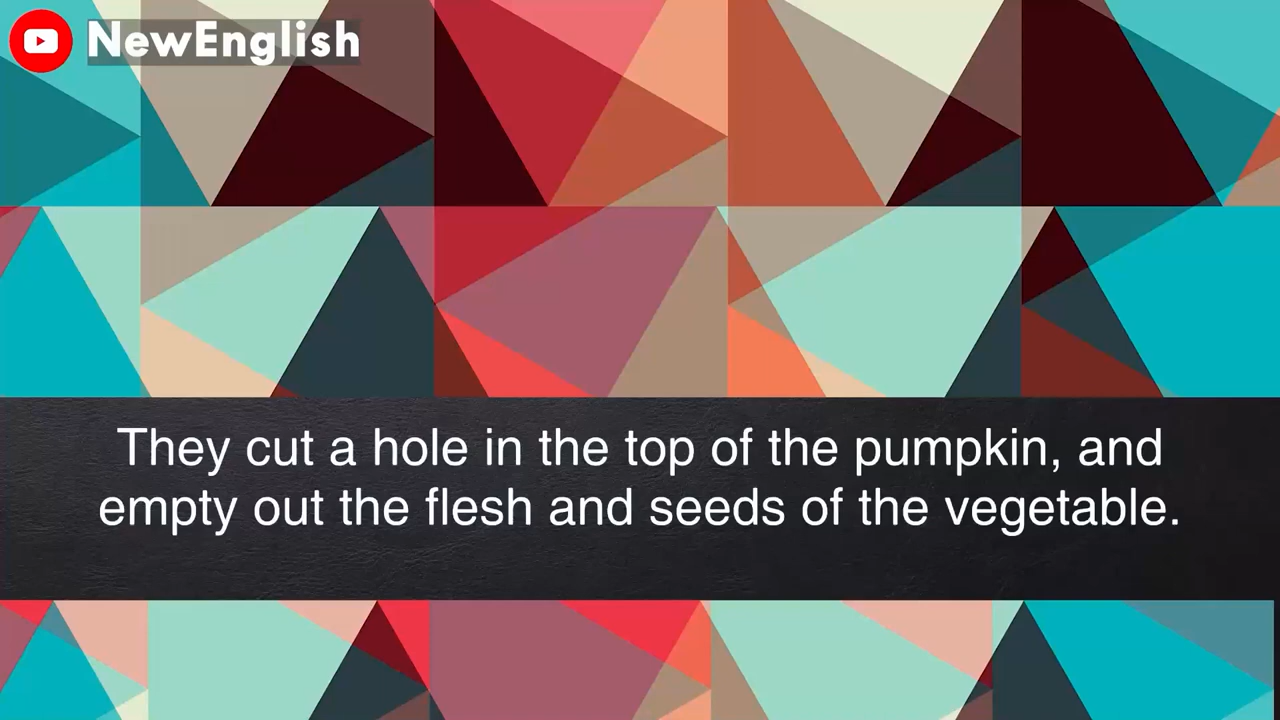 NewEnglish
They cut a hole in the top of the pumpkin, and
empty out the flesh and seeds of the vegetable.